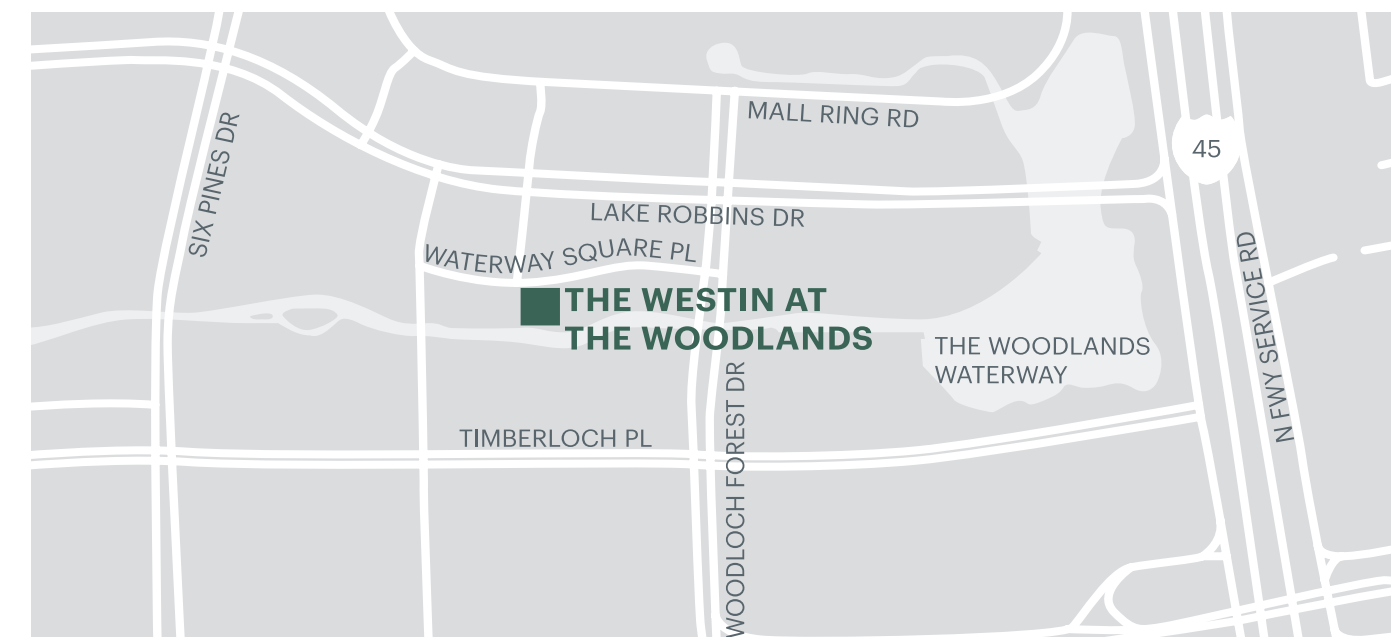 MALL RING RD
SIX PINES DR
45
LAKE ROBBINS DR
WATERWAY SQUARE PL
THE WESTIN AT
THE WOODLANDS
N FWY SERVICE RD
THE WOODLANDS
WATERWAY
WOODLOCH FOREST DR
TIMBERLOCH PL